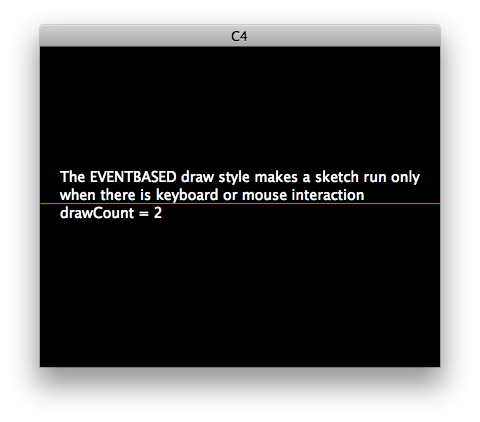 C4
The EVENTBASED draw style makes a sketch run only
when there is keyboard or mouse interaction
drawCount = 2